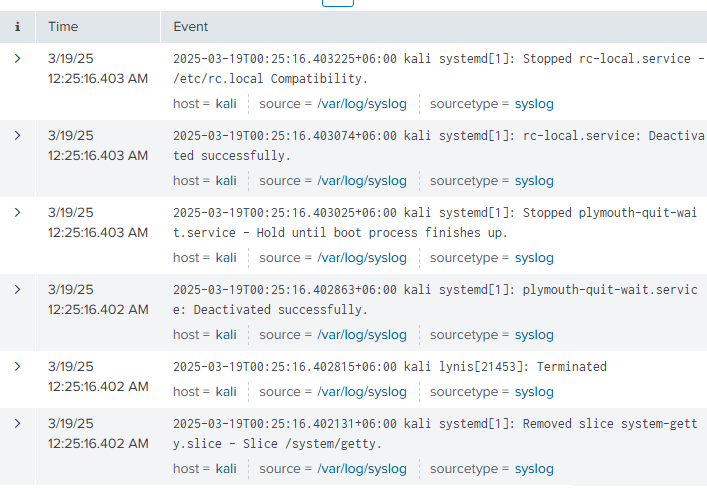 i Time Event
3/19/25 2025-03-19T00:25:16.403225+06:00 kali systemd[1]: Stopped rc-local.service -
12:25:16.403 AM /etc/rc.local Compatibility.
host = kali source = /var/log/syslog sourcetype = syslog
3/19/25 2025-03-19T00:25:16.403074+06:00 kali systemd[1]: rc-local.service: Deactiva
12:25:16.403 AM ted successfully.
host = kali source = /var/log/syslog sourcetype = syslog
3/19/25 2025-03-19T00:25:16.403025+06:00 kali systemd[1]: Stopped plymouth-quit-wai
12:25:16.403 AM t.service - Hold until boot process finishes up.
host = kali source = /var/log/syslog sourcetype = syslog
3/19/25 2025-03-19T00:25:16.402863+06:00 kali systemd[1]: plymouth-quit-wait.servic
12:25:16.402 AM e: Deactivated successfully.
host = kali source = /var/log/syslog sourcetype = syslog
3/19/25 2025-03-19T00:25:16.402815+06:00 kali lynis[21453]: Terminated
12:25:16.402 AM host = kali source = /var/log/syslog sourcetype = syslog
3/19/25 2025-03-19T00:25:16.402131+06:00 kali systemd[1]: Removed slice system-gett
12:25:16.402 AM y.slice - Slice /system/getty.
host = kali source = /var/log/syslog sourcetype = syslog